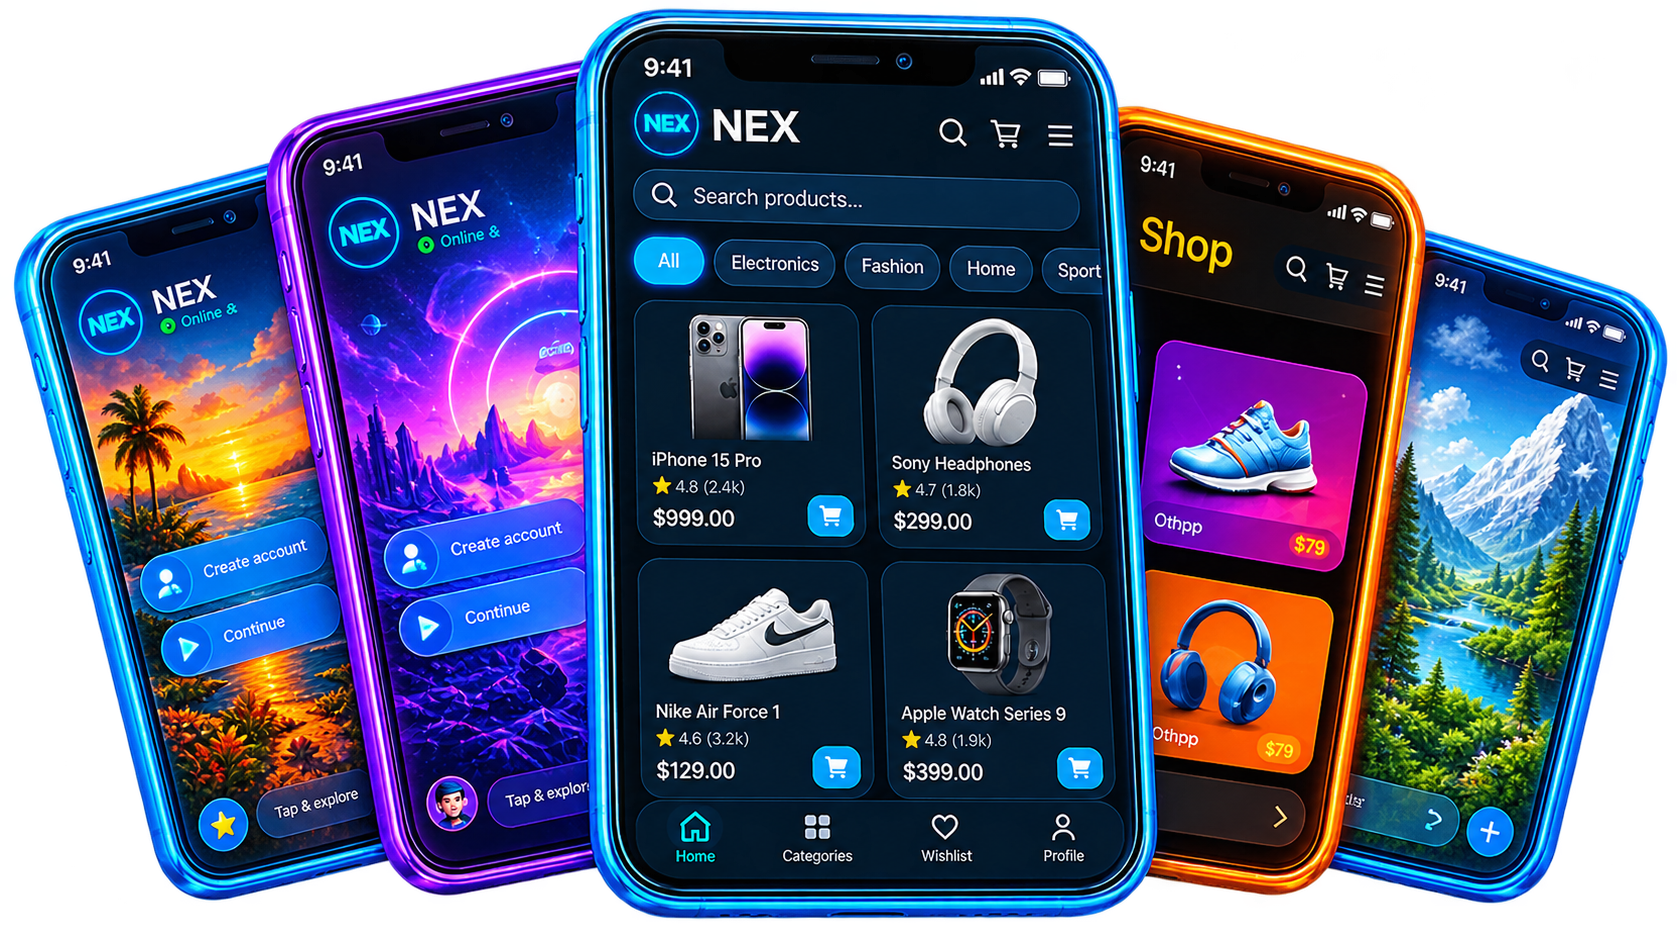 9:41
NEX
NEX
Online &
Create account
Continue
Tap & explore
9:41
NEX
NEX
Online &
Create account
Continue
Tap & explor
9:41
NEX
NEX
Search products...
All
Electronics
Fashion
Home
Sport
iPhone 15 Pro
4.8 (2.4k)
$999.00
Sony Headphones
4.7 (1.8k)
$299.00
Nike Air Force 1
4.6 (3.2k)
$129.00
Apple Watch Series 9
4.8 (1.9k)
$399.00
Home
Categories
Wishlist
Profile
9:41
Shop
Othpp
$79
Othpp
$79
9:41